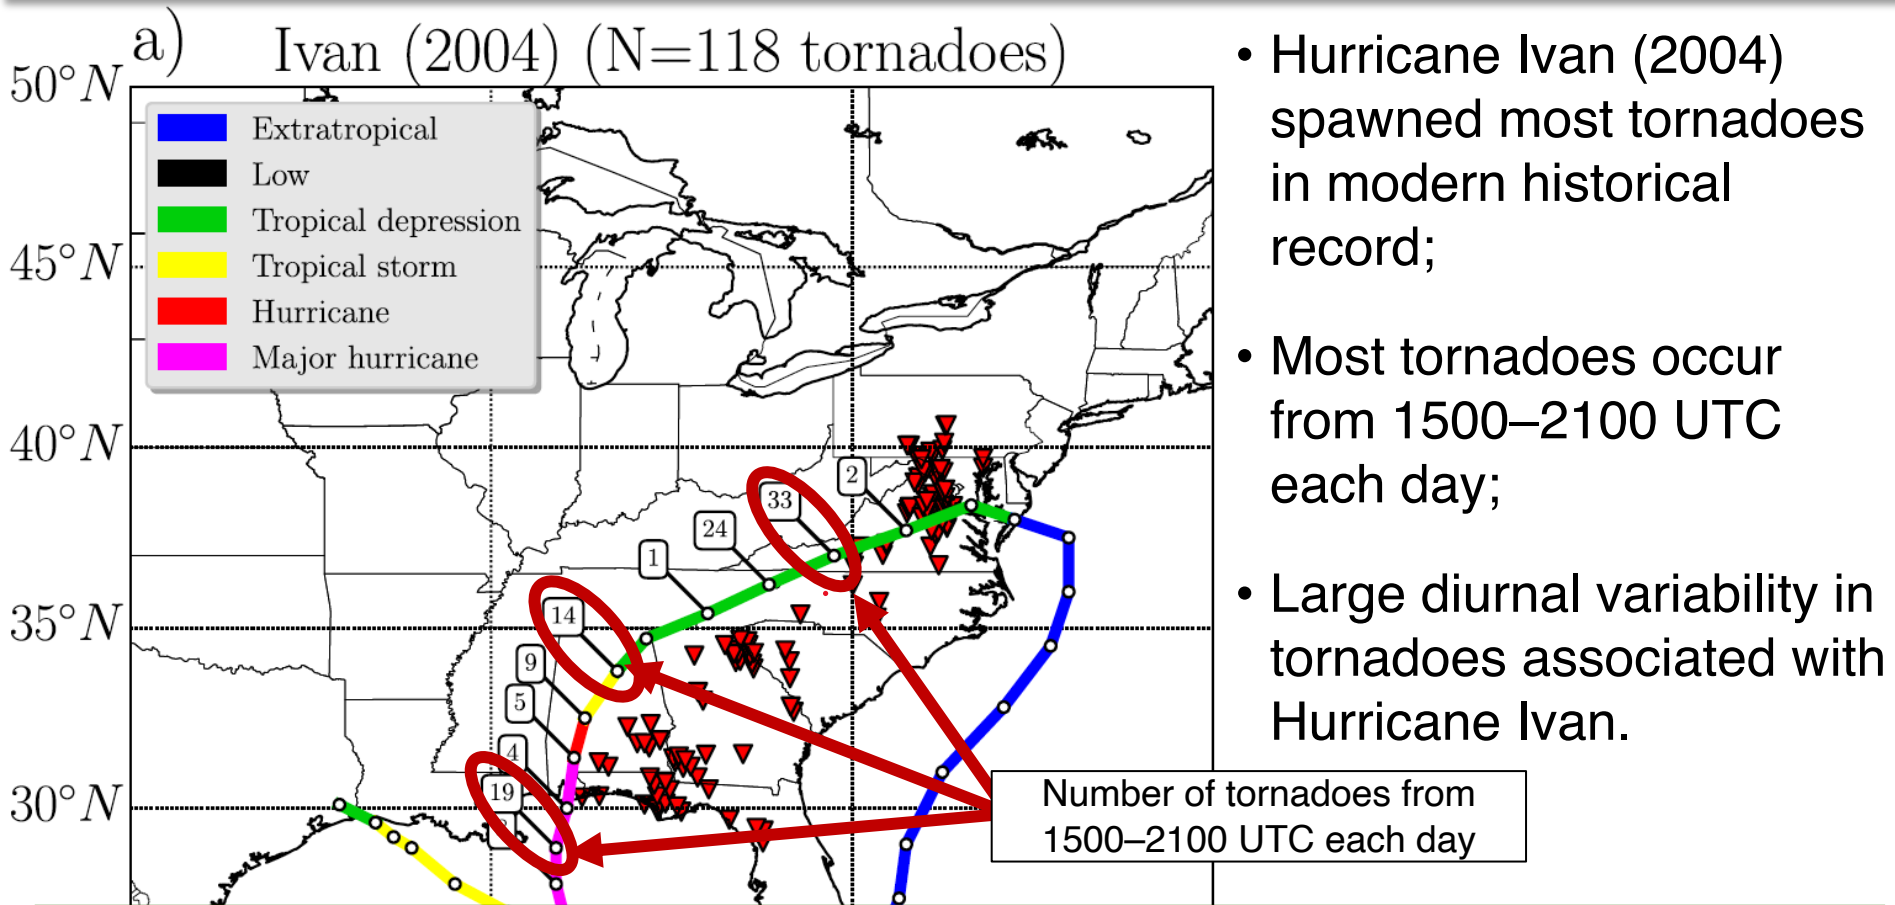 a) Ivan (2004) (N=118 tornadoes)
50°N
45°N
40°N
35°N
30°N
Extratropical
Low
Tropical depression
Tropical storm
Hurricane
Major hurricane
2
33
24
1
14
9
5
4
19
• Hurricane Ivan (2004)
spawned most tornadoes
in modern historical
record;
• Most tornadoes occur
from 1500–2100 UTC
each day;
• Large diurnal variability in
tornadoes associated with
Hurricane Ivan.
Number of tornadoes from
1500–2100 UTC each day